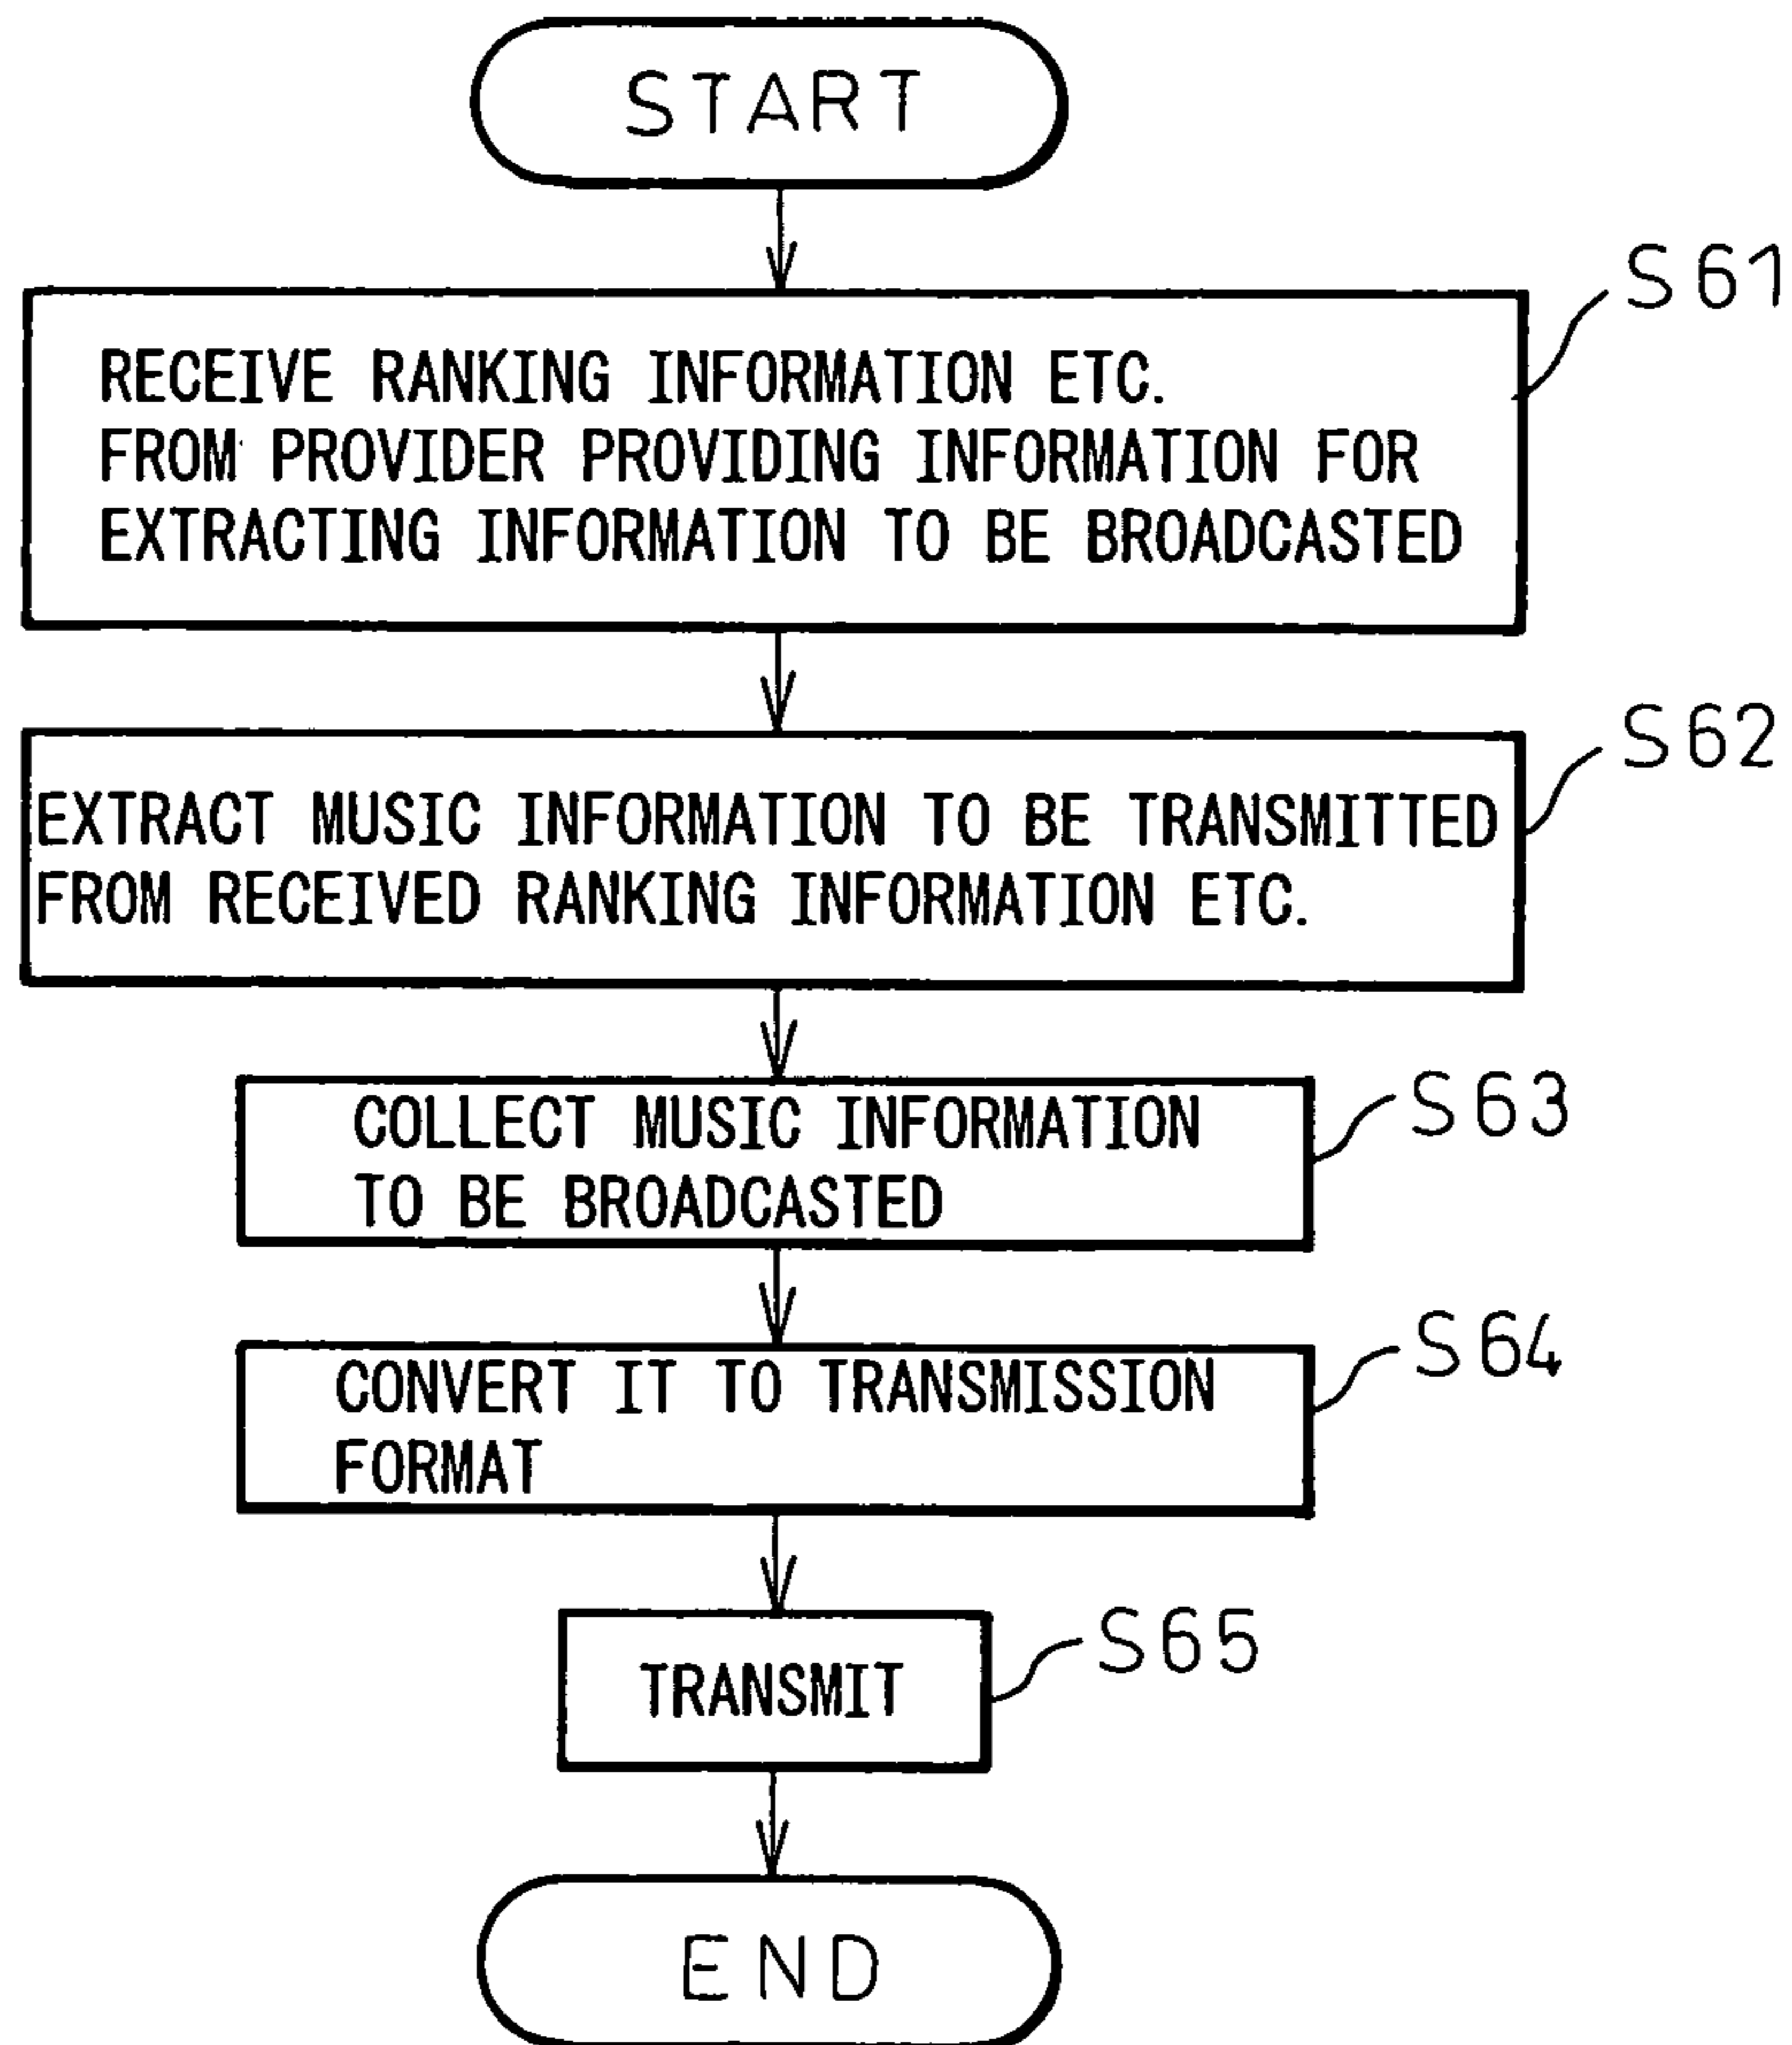 START
S61
RECEIVE RANKING INFORMATION ETC.
FROM PROVIDER PROVIDING INFORMATION FOR
EXTRACTING INFORMATION TO BE BROADCASTED
S62
EXTRACT MUSIC INFORMATION TO BE TRANSMITTED
FROM RECEIVED RANKING INFORMATION ETC.
S63
COLLECT MUSIC INFORMATION
TO BE BROADCASTED
S64
CONVERT IT TO TRANSMISSION
FORMAT
S65
TRANSMIT
END